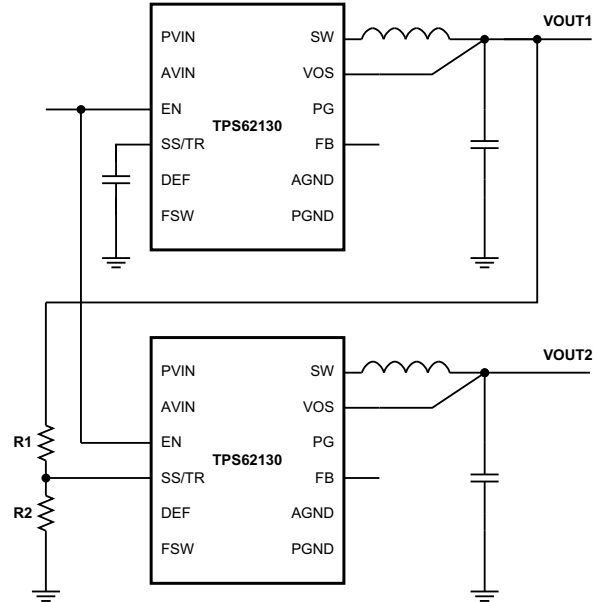 VOUT1
PVIN SW
AVIN VOS
EN PG
TPS62130
SS/TR FB
DEF AGND
FSW PGND
VOUT2
PVIN SW
AVIN VOS
R1 EN PG
TPS62130
SS/TR FB
R2 DEF AGND
FSW PGND